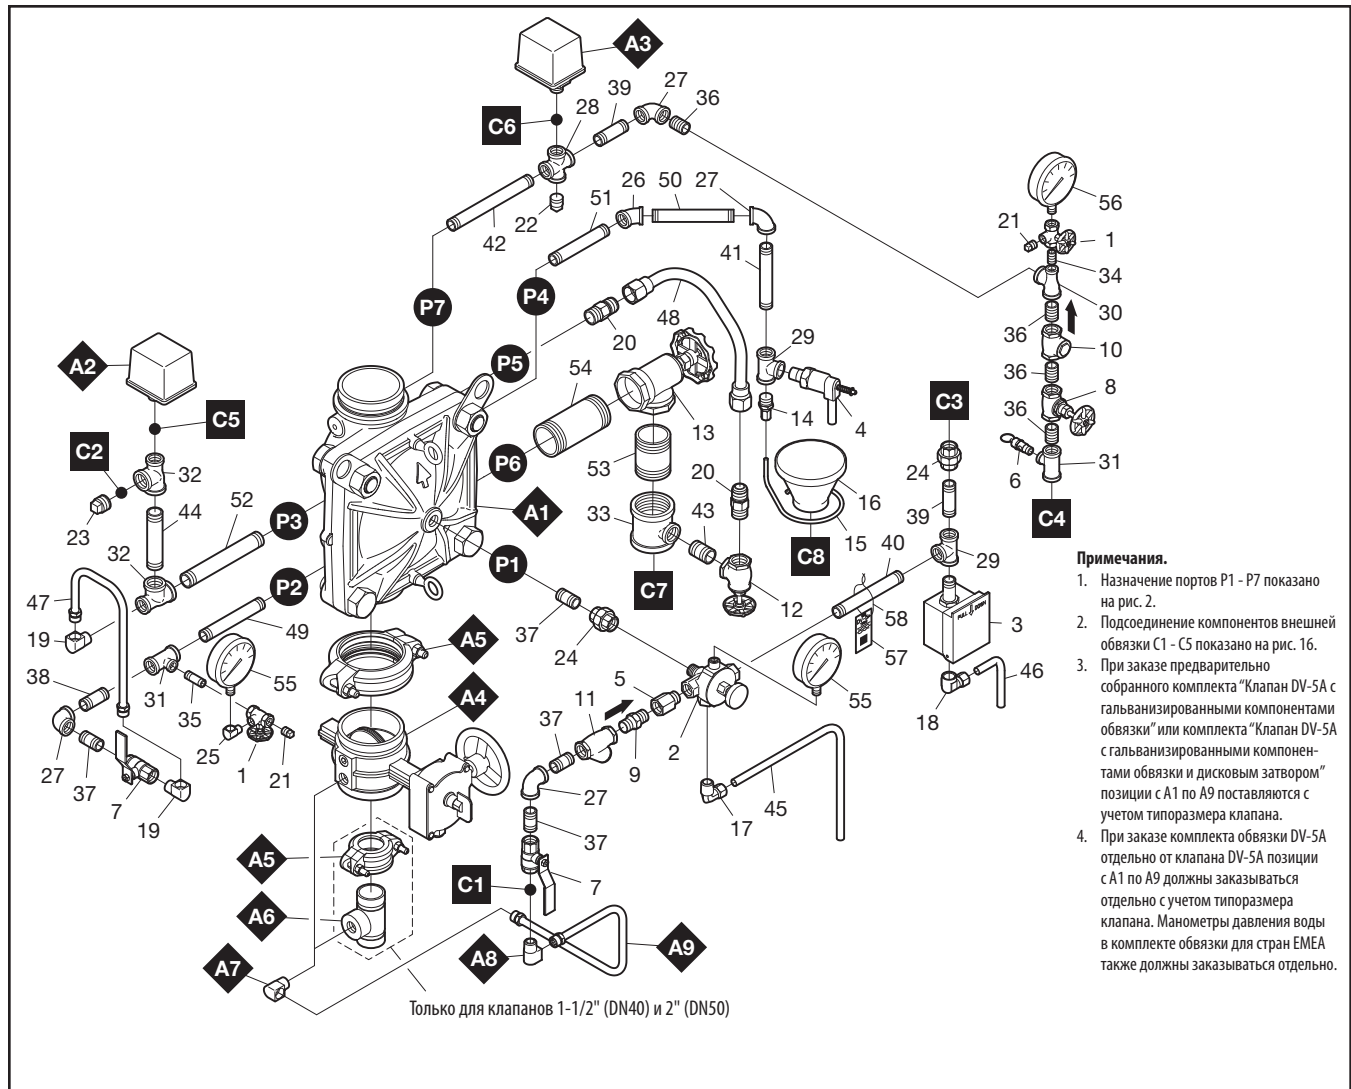 A3
39
27
36
28
C6
22
42
26
50
27
51
56
21
1
34
30
41
P7
P4
48
36
10
20
29
A2
P5
54
36
8
C5
C3
14
4
36
C2
13
32
P6
53
24
6
31
23
44
52
20
16
C4
P3
A1
33
43
39
32
15
40
29
P1
C8
47
P2
C7
12
58
PULL DOWN
3
37
19
49
24
57
A5
46
38
31
55
5
55
11
35
A4
37
2
18
25
1
21
9
27
37
7
27
45
17
19
37
A5
7
C1
A6
A8
A9
A7
Только для клапанов 1-1/2" (DN40) и 2" (DN50)
Примечания.
1. Назначение портов P1 - P7 показано
на рис. 2.
2. Подсоединение компонентов внешней
обвязки C1 - C5 показано на рис. 16.
3. При заказе предварительно
собранного комплекта “Клапан DV-5A с
гальванизированными компонентами
обвязки” или комплекта “Клапан DV-5A
с гальванизированными компонен-
тами обвязки и дисковым затвором”
позиции с A1 по A9 поставляются с
учетом типоразмера клапана.
4. При заказе комплекта обвязки DV-5A
отдельно от клапана DV-5A позиции
с A1 по A9 должны заказываться
отдельно с учетом типоразмера
клапана. Манометры давления воды
в комплекте обвязки для стран EMEA
также должны заказываться отдельно.